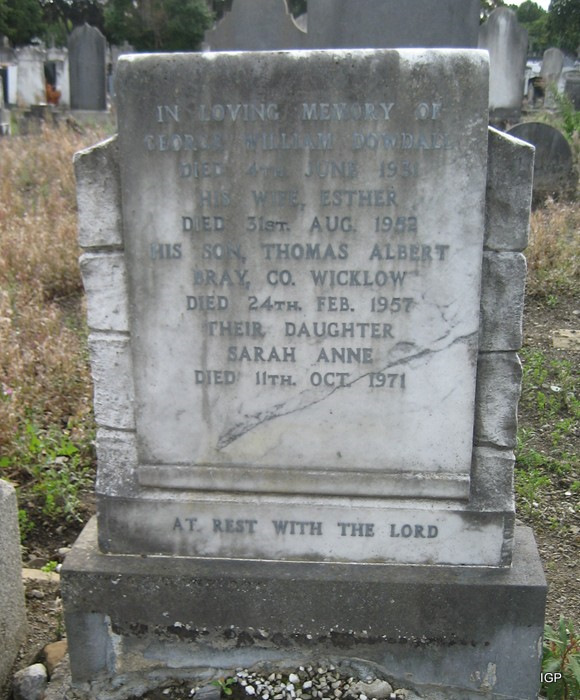 IN LOVING MEMORY OF
GEORGE WILLIAM DOWDALL
DIED 4TH JUNE 1951
HIS WIFE, ESTHER
DIED 31ST. AUG. 1952
HIS SON, THOMAS ALBERT
BRAY, CO. WICKLOW
DIED 24TH. FEB. 1957
THEIR DAUGHTER
SARAH ANNE
DIED 11TH. OCT. 1971
AT REST WITH THE LORD
IGP